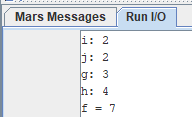 Mars Messages Run I/O
i: 2
j: 2
g: 3
h: 4
f = 7